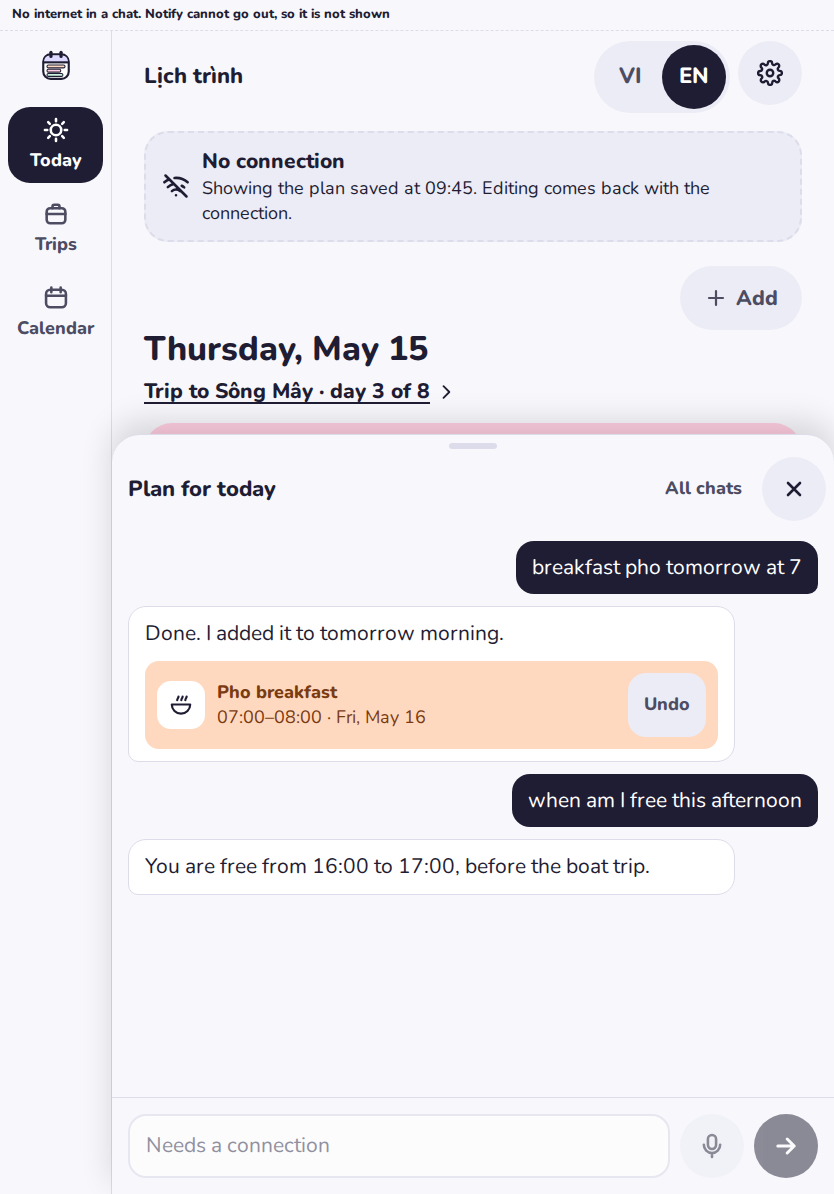 No internet in a chat. Notify cannot go out, so it is not shown
Lịch trình
VI
EN
Today
Trips
Calendar
No connection
Showing the plan saved at 09:45. Editing comes back with the
connection.
Add
Thursday, May 15
Trip to Sông Mây · day 3 of 8
Plan for today
All chats
breakfast pho tomorrow at 7
Done. I added it to tomorrow morning.
Pho breakfast
07:00–08:00 · Fri, May 16
Undo
when am I free this afternoon
You are free from 16:00 to 17:00, before the boat trip.
Needs a connection